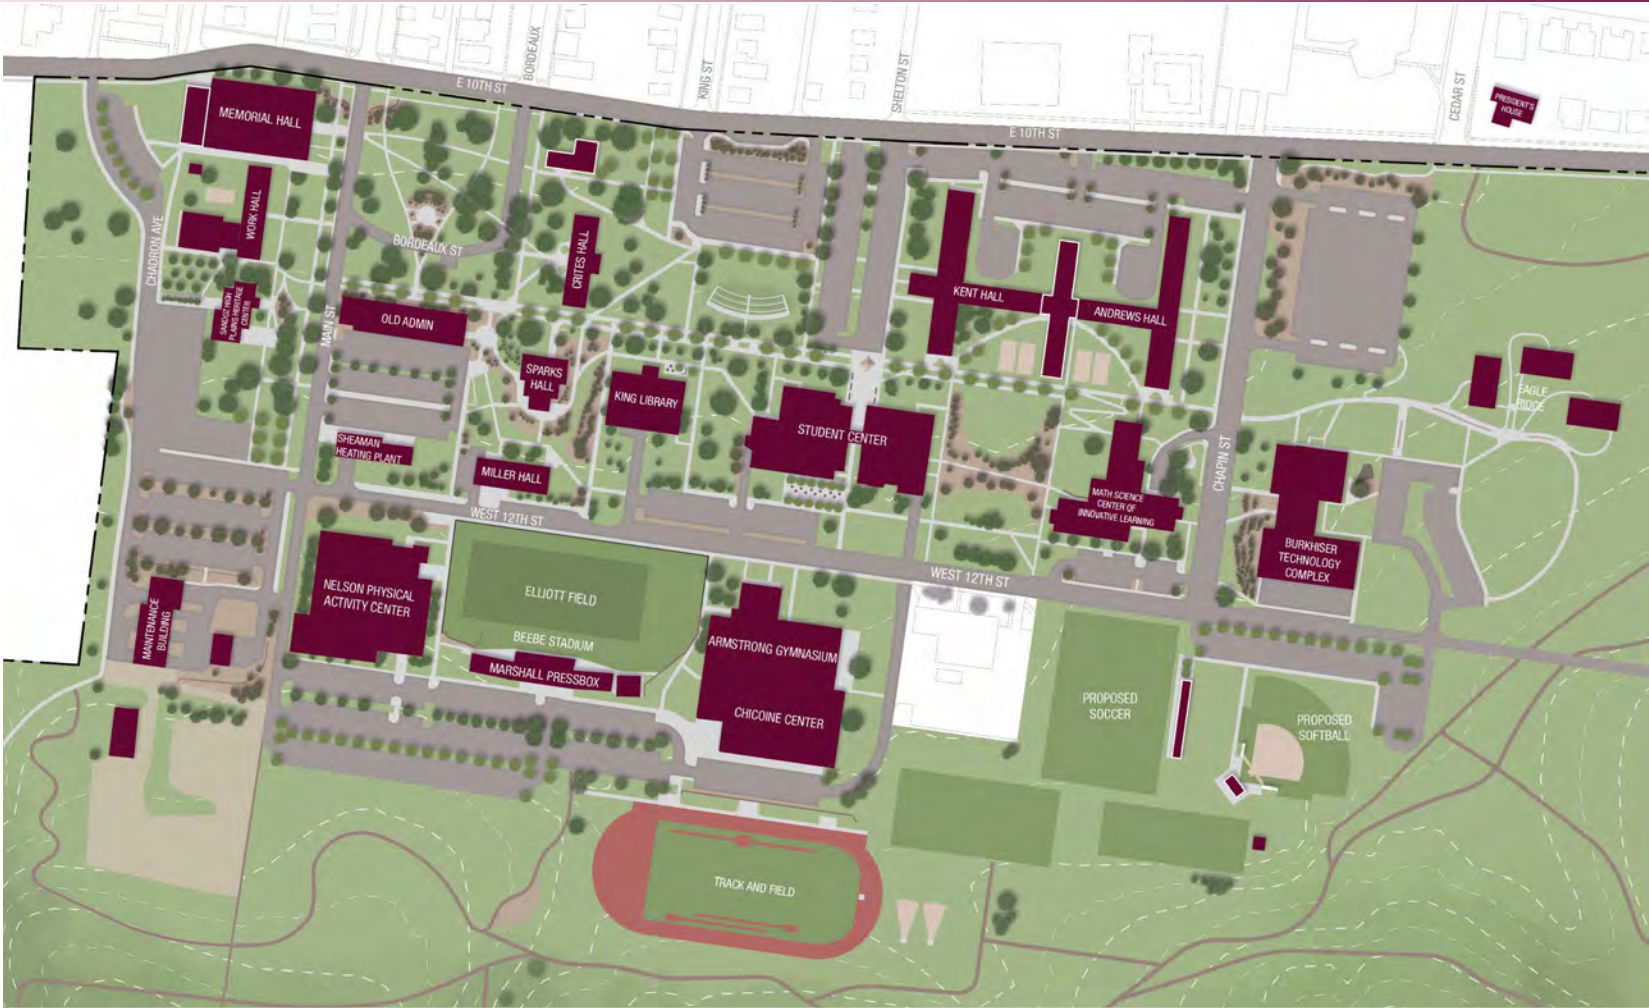 BORDEAUX
KING ST
SHELTON ST
CEDAR ST
PRESIDENT'S
HOUSE
E 10TH ST
E 10TH ST
MEMORIAL HALL
WORK HALL
CHADRON AVE
BORDEAUX ST
CRITES HALL
KENT HALL
ANDREWS HALL
SANDOZ HIGH
PLAINS HERITAGE
CENTER
MAIN ST
OLD ADMIN
SPARKS
HALL
KING LIBRARY
STUDENT CENTER
EAGLE
RIDGE
SHEAMAN
HEATING PLANT
MILLER HALL
CHAPIN ST
MATH SCIENCE
CENTER OF
INNOVATIVE LEARNING
WEST 12TH ST
BURKHISER
TECHNOLOGY
COMPLEX
WEST 12TH ST
NELSON PHYSICAL
ACTIVITY CENTER
ELLIOTT FIELD
BEEBE STADIUM
MARSHALL PRESSBOX
MAINTENANCE
BUILDING
ARMSTRONG GYMNASIUM
CHICOINE CENTER
PROPOSED
SOCCER
PROPOSED
SOFTBALL
TRACK AND FIELD